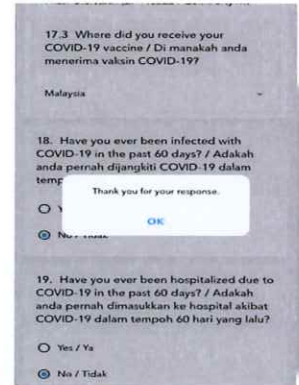 17.3 Where did you receive your
COVID-19 vaccine / Di manakah anda
menerima vaksin COVID-19?
Malaysia
18. Have you ever been infected with
COVID-19 in the past 60 days? / Adakah
anda pernah dijangkiti COVID-19 dalam
Thank you for your response.
OK
No / Tidak
19. Have you ever been hospitalized due to
COVID-19 in the past 60 days? / Adakah
anda pernah dimasukkan ke hospital akibat
COVID-19 dalam tempoh 60 hari yang lalu?
Yes / Ya
No / Tidak